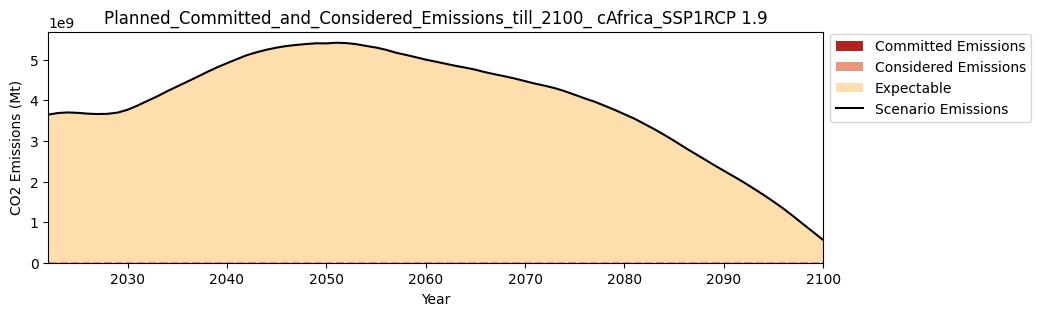 Planned_Committed_and_Considered_Emissions_till_2100_ cAfrica_SSP1RCP 1.9
1e9
Committed Emissions
Considered Emissions
Expectable
Scenario Emissions
CO2 Emissions (Mt)
5
4
3
2
1
0
2030 2040 2050 2060 2070 2080 2090 2100
Year